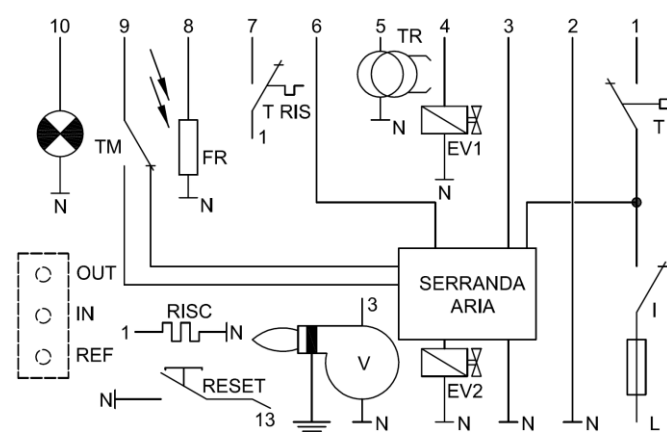 10 9 8 7 6 5 4 3 2 1
TR
T RIS
T
TM
FR
1
N
EV1
N
N
N
OUT
SERRANDA
ARIA
IN
RISC
3
I
1
N
REF
V
RESET
EV2
N
13
N
N
N
N
L